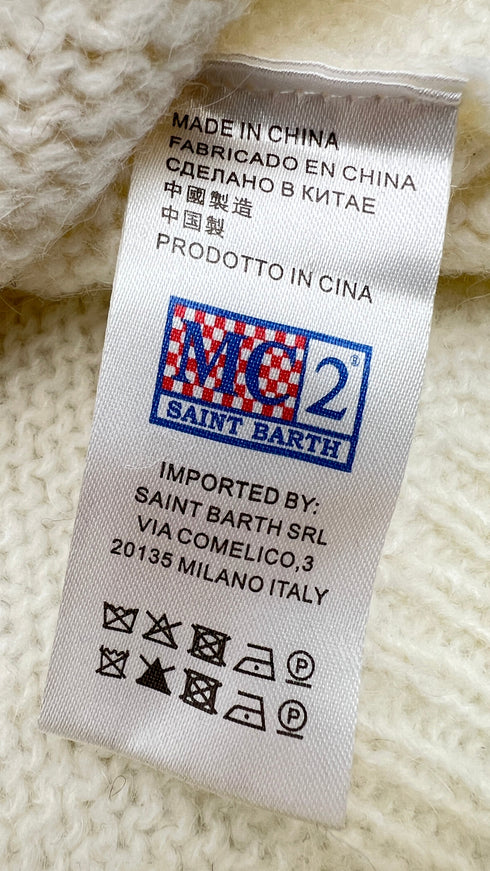 MADE IN CHINA
FABRICADO EN CHINA
СДЕЛАНО В КИТАЕ
中國製造
中国製
PRODOTTO IN CINA
MC2®
SAINT BARTH
IMPORTED BY:
SAINT BARTH SRL
VIA COMELICO,3
20135 MILANO ITALY
P
P